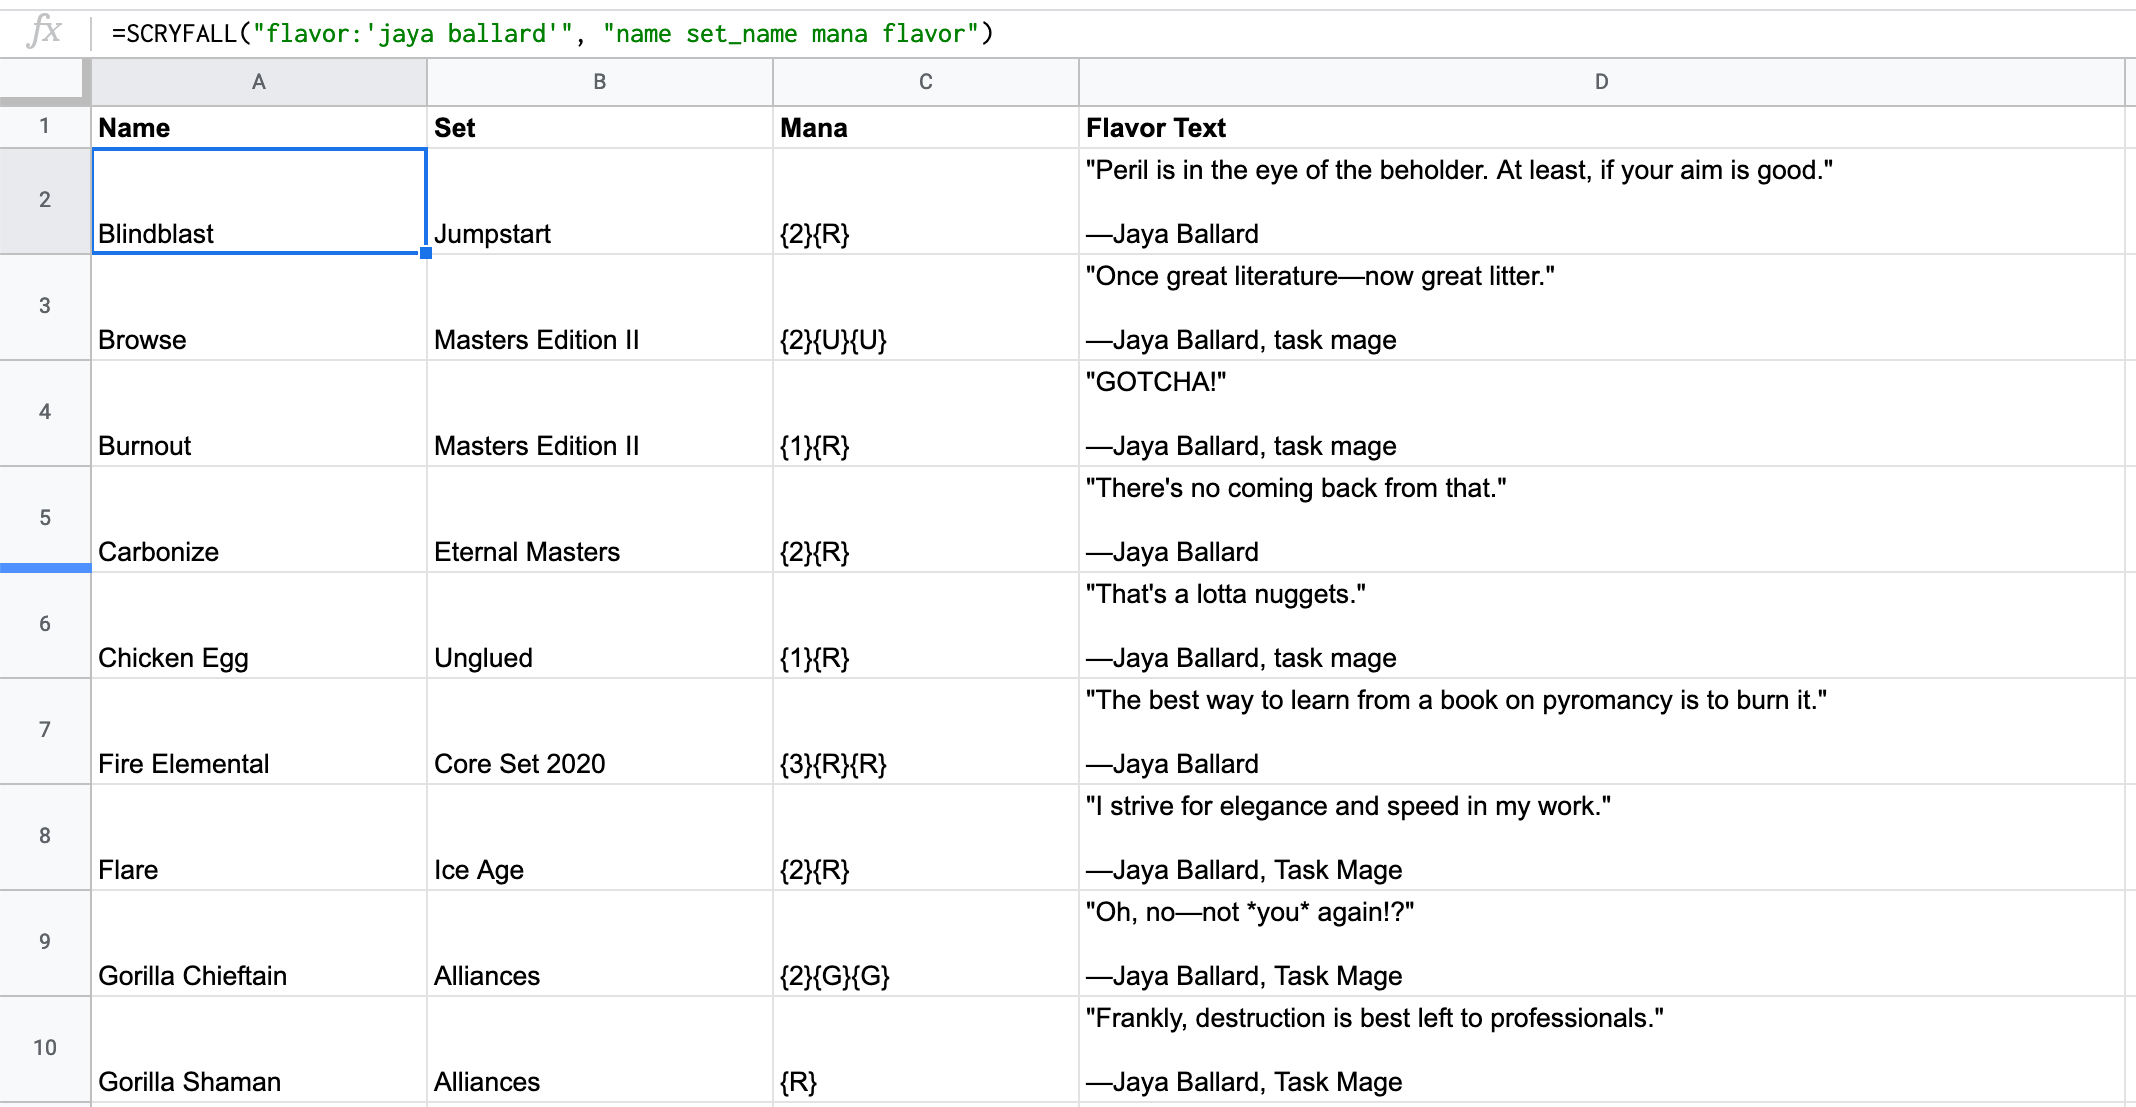 fx =SCRYFALL("flavor:'jaya ballard'", "name set_name mana flavor")
A B C D
1 Name Set Mana Flavor Text
"Peril is in the eye of the beholder. At least, if your aim is good."
2
Blindblast Jumpstart {2}{R} —Jaya Ballard
"Once great literature—now great litter."
3
Browse Masters Edition II {2}{U}{U} —Jaya Ballard, task mage
"GOTCHA!"
4
Burnout Masters Edition II {1}{R} —Jaya Ballard, task mage
"There's no coming back from that."
5
Carbonize Eternal Masters {2}{R} —Jaya Ballard
"That's a lotta nuggets."
6
Chicken Egg Unglued {1}{R} —Jaya Ballard, task mage
"The best way to learn from a book on pyromancy is to burn it."
7
Fire Elemental Core Set 2020 {3}{R}{R} —Jaya Ballard
"I strive for elegance and speed in my work."
8
Flare Ice Age {2}{R} —Jaya Ballard, Task Mage
"Oh, no—not *you* again!?"
9
Gorilla Chieftain Alliances {2}{G}{G} —Jaya Ballard, Task Mage
"Frankly, destruction is best left to professionals."
10
Gorilla Shaman Alliances {R} —Jaya Ballard, Task Mage